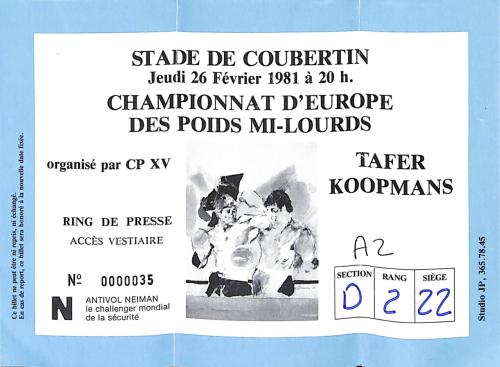 STADE DE COUBERTIN
Jeudi 26 Février 1981 à 20 h.
CHAMPIONNAT D'EUROPE
DES POIDS MI-LOURDS
organisé par CP XV
TAFER
KOOPMANS
RING DE PRESSE
ACCÈS VESTIAIRE
Nº 0000035
N
ANTIVOL NEIMAN
le challenger mondial
de la sécurité
A2
SECTION RANG SIÈGE
D 2 22
Ce billet ne peut être ni repris, ni échangé.
En cas de report, ce billet sera honoré à la nouvelle date fixée.
Studio JP, 365.78.45